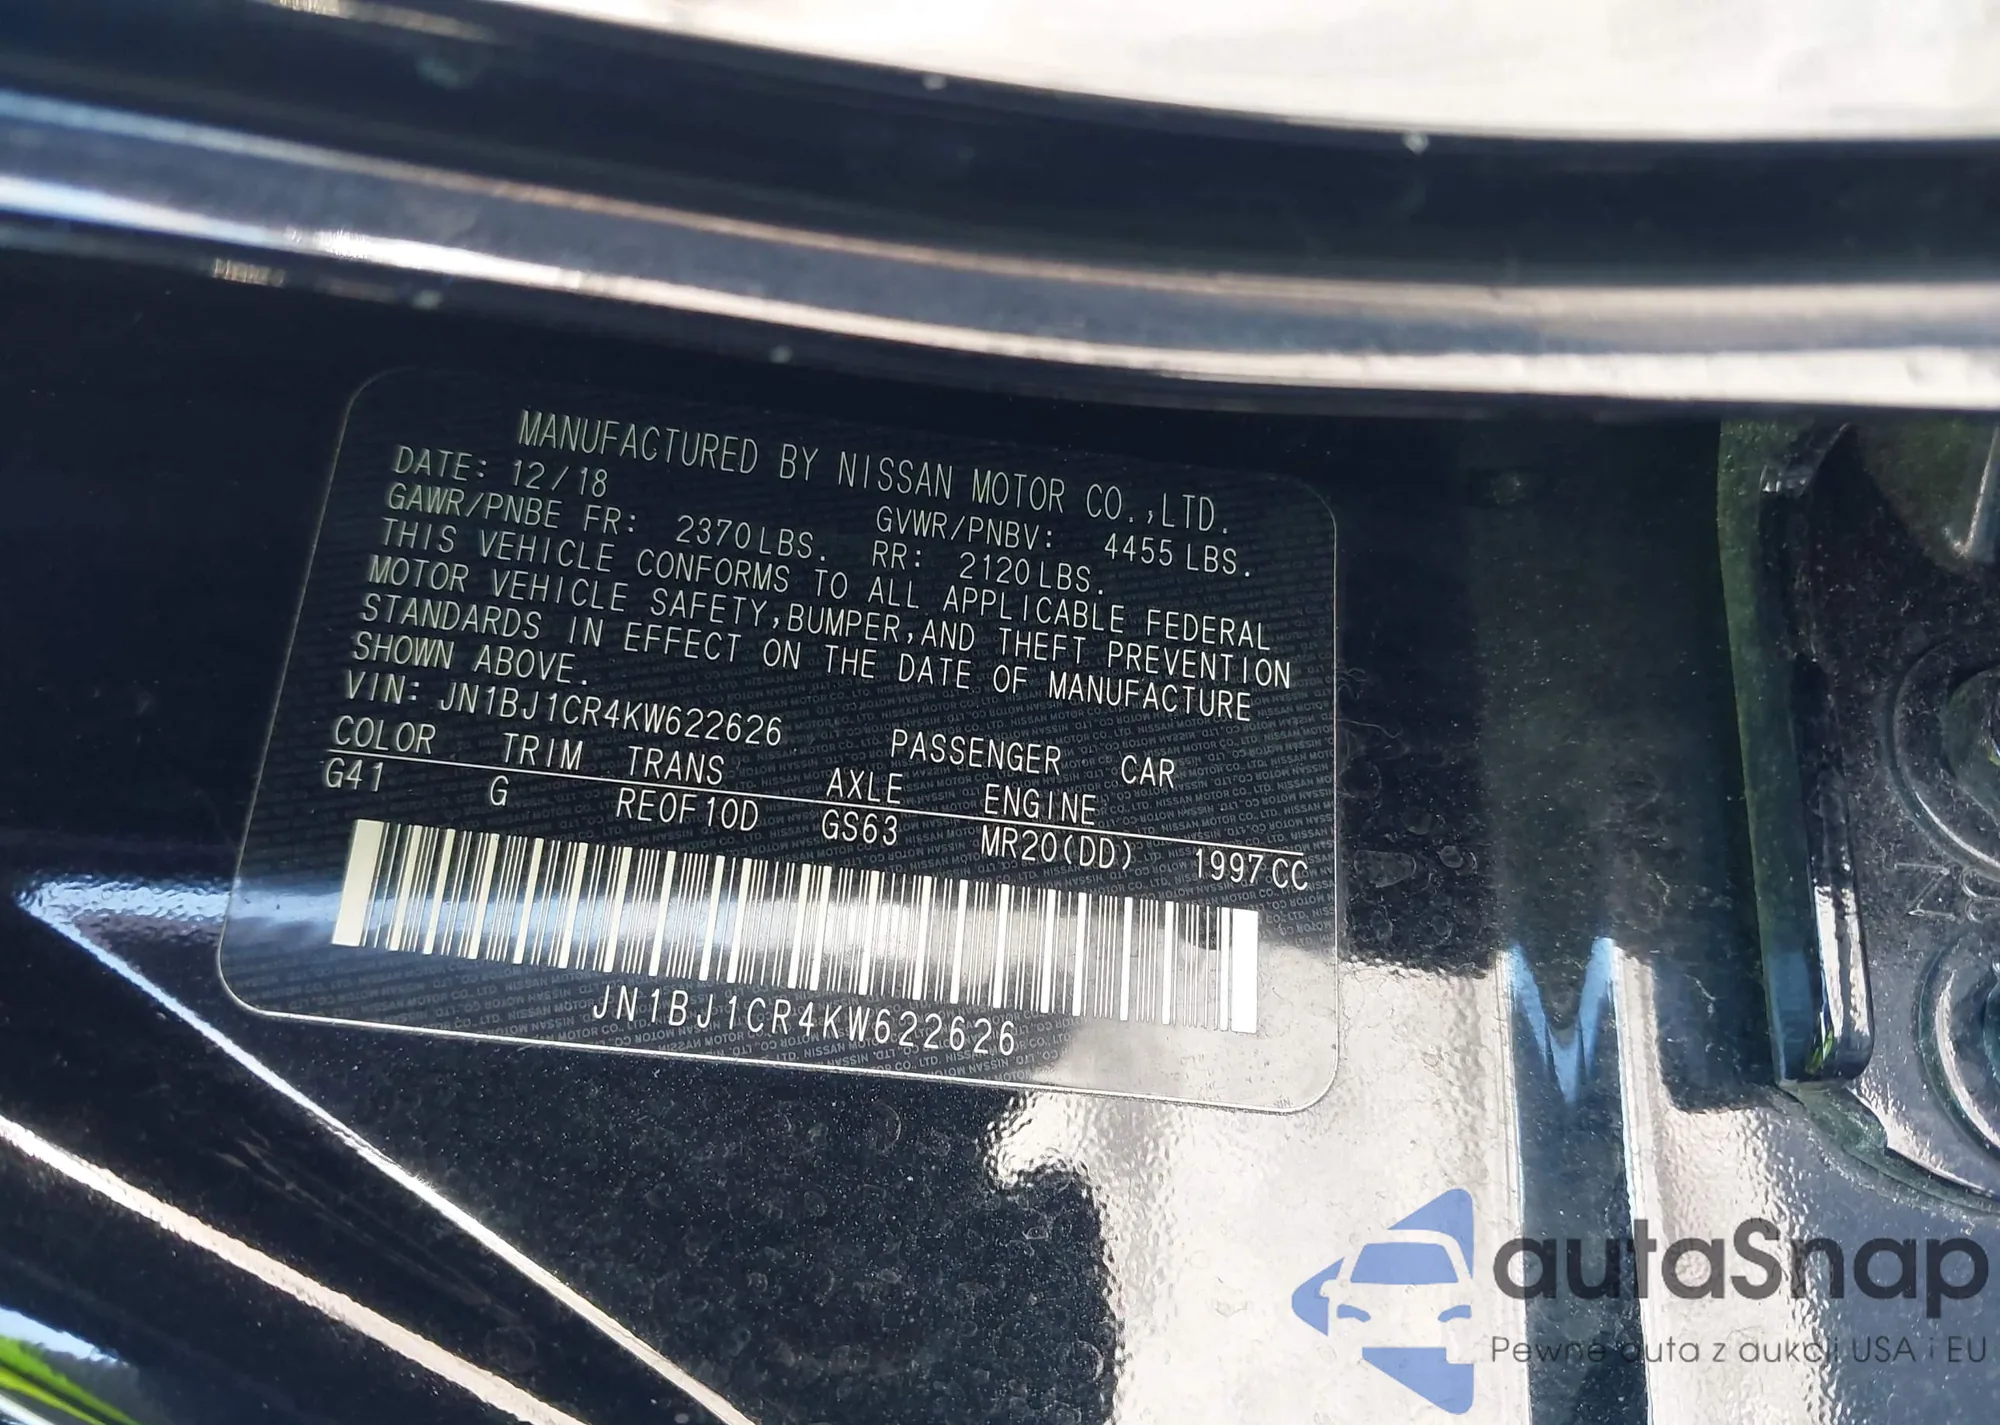 MANUFACTURED BY NISSAN MOTOR CO.,LTD.
DATE: 12/18 GVWR/PNBV: 4455 LBS.
GAWR/PNBE FR: 2370LBS. RR: 2120LBS.
THIS VEHICLE CONFORMS TO ALL APPLICABLE FEDERAL
MOTOR VEHICLE SAFETY,BUMPER,AND THEFT PREVENTION
STANDARDS IN EFFECT ON THE DATE OF MANUFACTURE
SHOWN ABOVE.
VIN: JN1BJ1CR4KW622626 PASSENGER CAR
COLOR TRIM TRANS AXLE ENGINE
G41 G RE0F10D GS63 MR20(DD) 1997CC
JN1BJ1CR4KW622626
autaSnap
Pewne auta z aukcji USA i EU